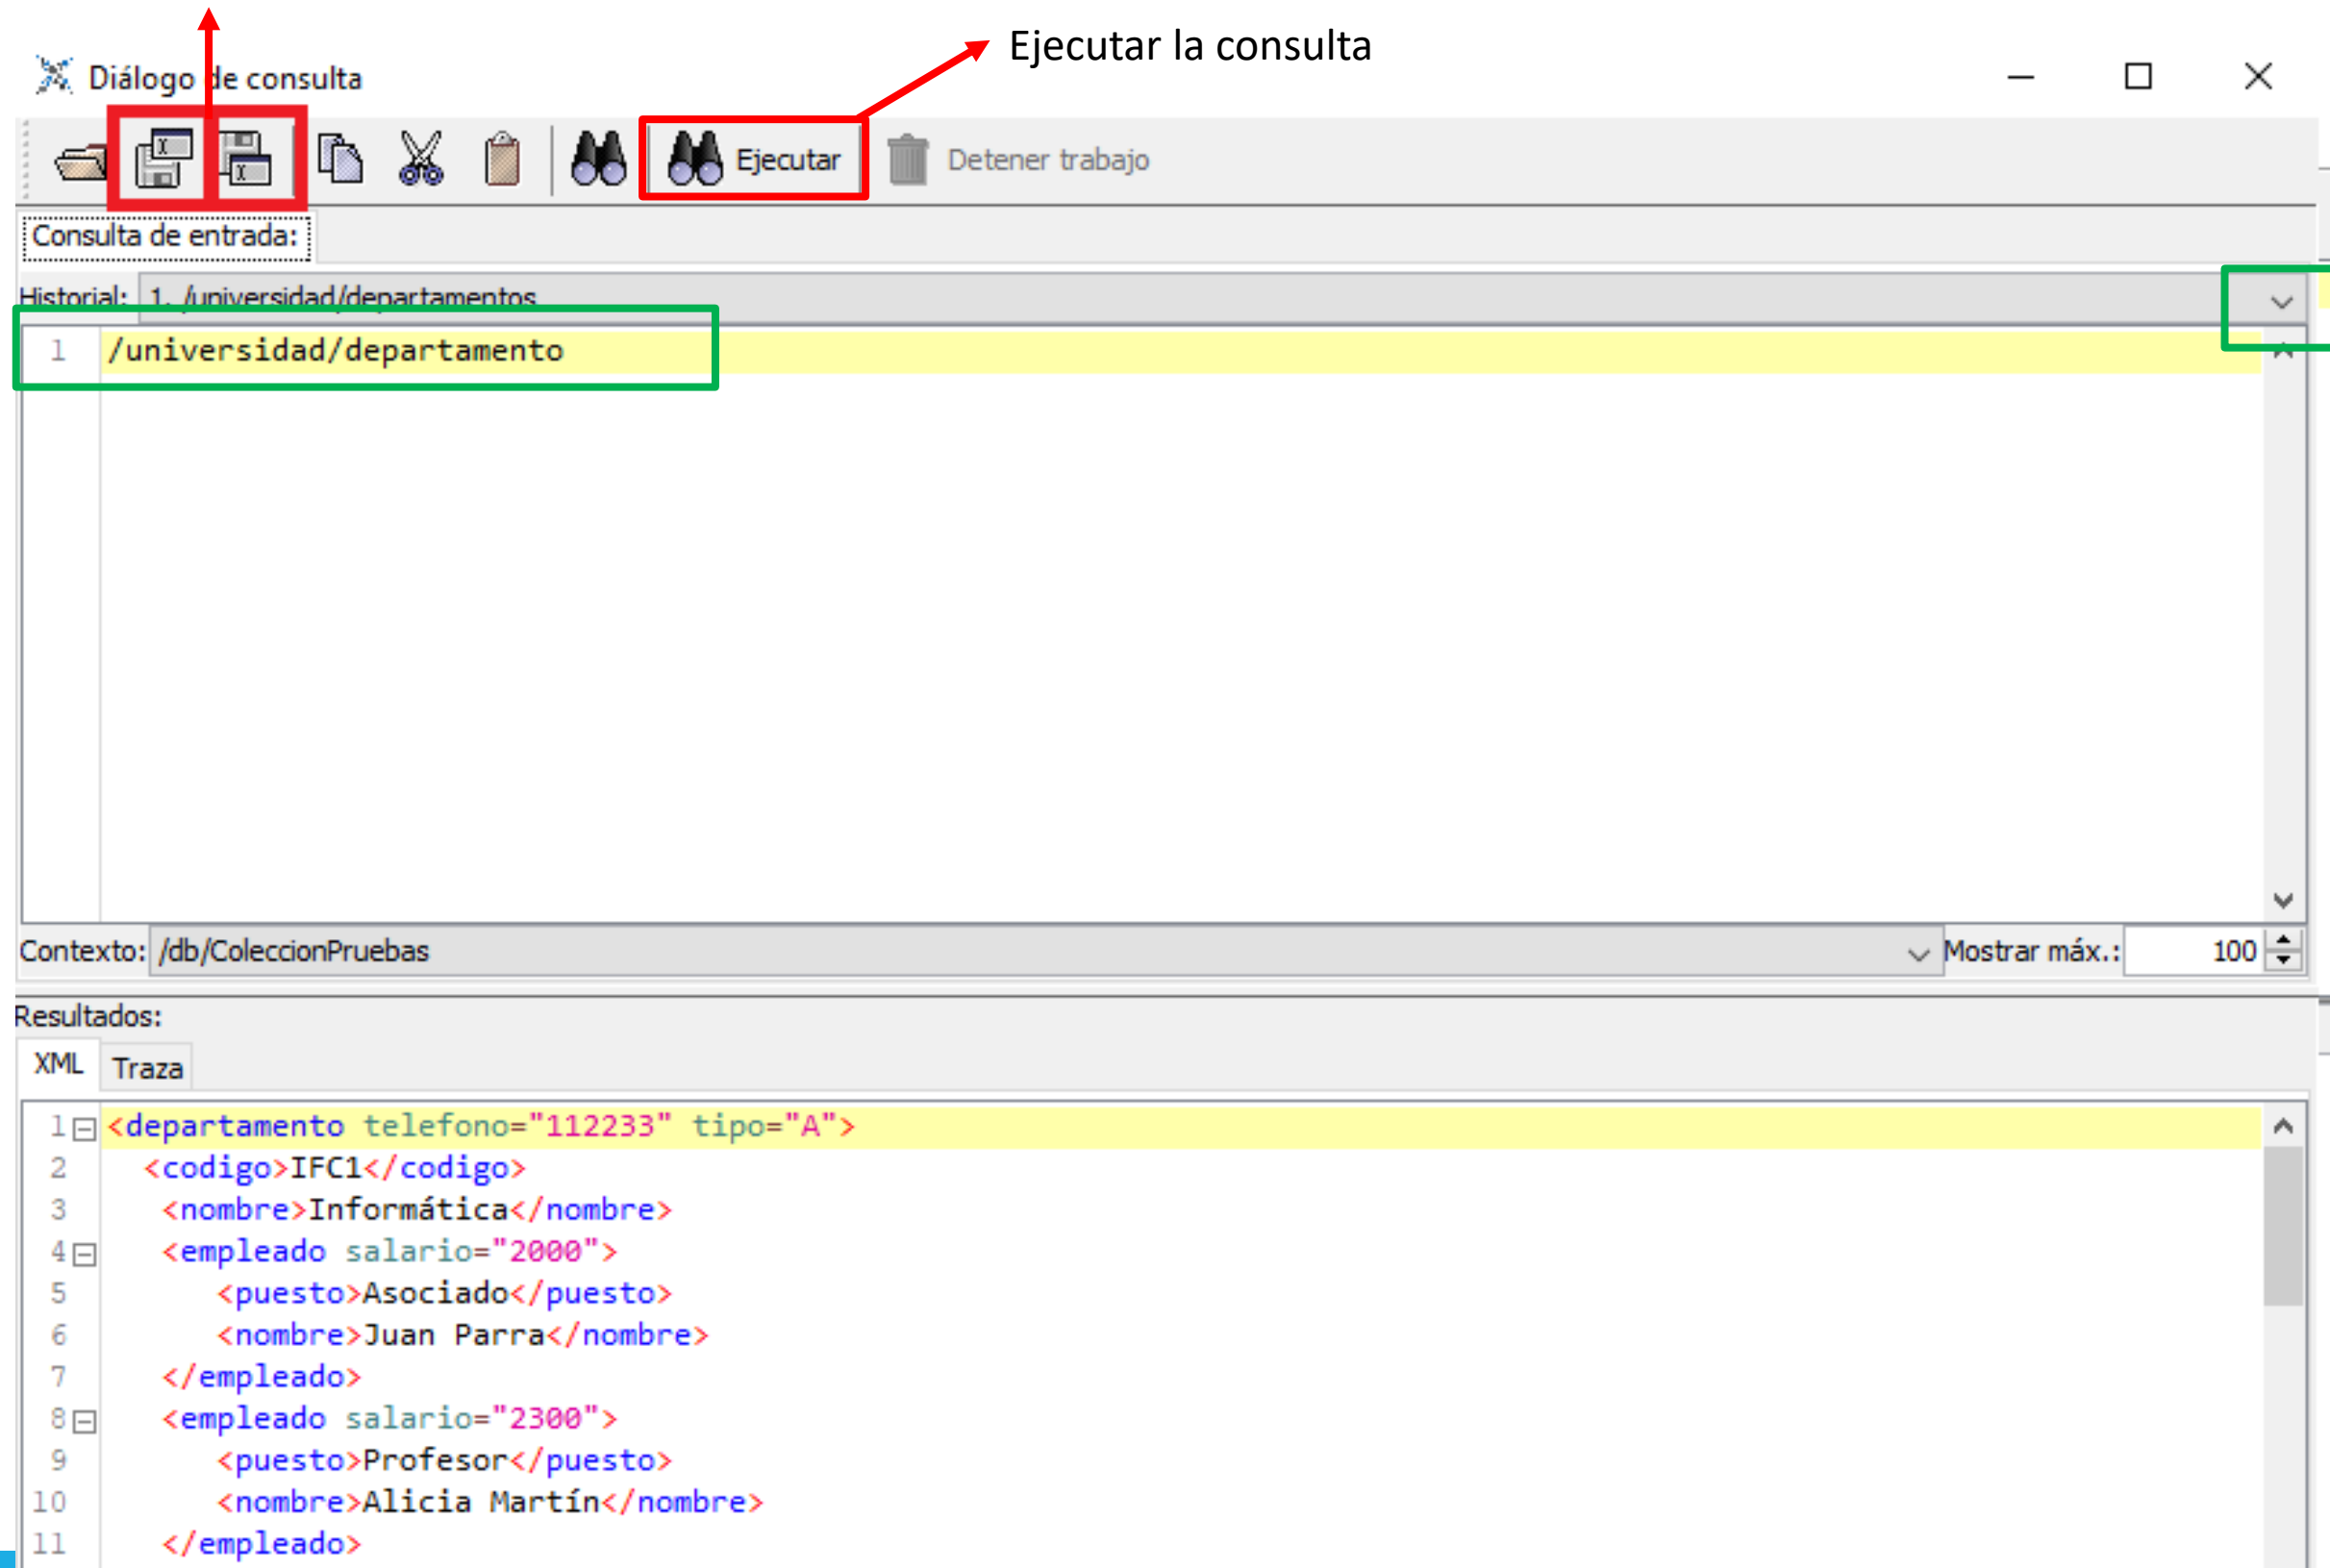 Ejecutar la consulta
Diálogo de consulta
Ejecutar Detener trabajo
Consulta de entrada:
Historial: 1. /universidad/departamentos
1 /universidad/departamento
Contexto: /db/ColeccionPruebas Mostrar máx.: 100
Resultados:
XML Traza
1 <departamento telefono="112233" tipo="A">
2 <codigo>IFC1</codigo>
3 <nombre>Informática</nombre>
4 <empleado salario="2000">
5 <puesto>Asociado</puesto>
6 <nombre>Juan Parra</nombre>
7 </empleado>
8 <empleado salario="2300">
9 <puesto>Profesor</puesto>
10 <nombre>Alicia Martín</nombre>
11 </empleado>